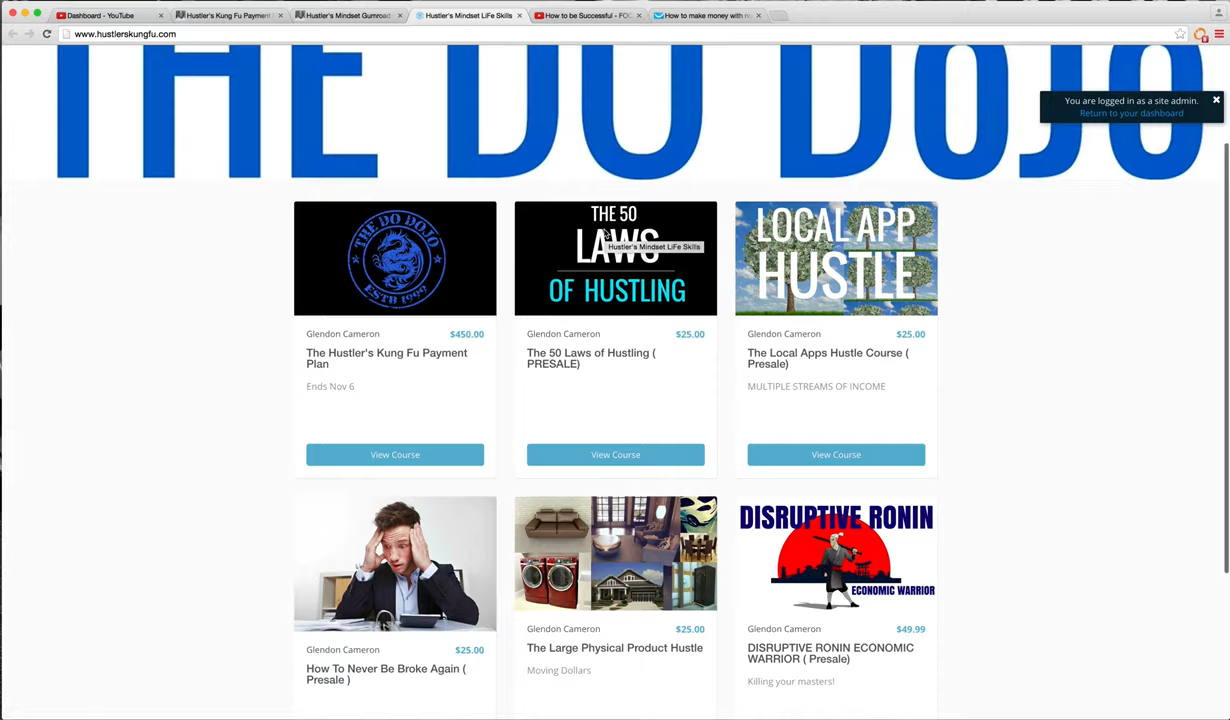 Dashboard - YouTube
Hustler's Kung Fu Payment
Hustler's Mindset Gumroad
Hustler's Mindset LiFe Skills
How to be Successful - FO
How to make money with n
www.hustlerskungfu.com
THE DO DoJo
You are logged in as a site admin.
Return to your dashboard
THE DO DOJO
ESTB 1999
THE 50
LAWS
Hustler's Mindset LiFe Skills
OF HUSTLING
LOCAL APP
HUSTLE
Glendon Cameron $450.00
The Hustler's Kung Fu Payment
Plan
Ends Nov 6
View Course
Glendon Cameron $25.00
The 50 Laws of Hustling (
PRESALE)
View Course
Glendon Cameron $25.00
The Local Apps Hustle Course (
Presale)
MULTIPLE STREAMS OF INCOME
View Course
DISRUPTIVE RONIN
ECONOMIC WARRIOR
Glendon Cameron $25.00
How To Never Be Broke Again (
Presale )
Glendon Cameron $25.00
The Large Physical Product Hustle
Moving Dollars
Glendon Cameron $49.99
DISRUPTIVE RONIN ECONOMIC
WARRIOR ( Presale)
Killing your masters!